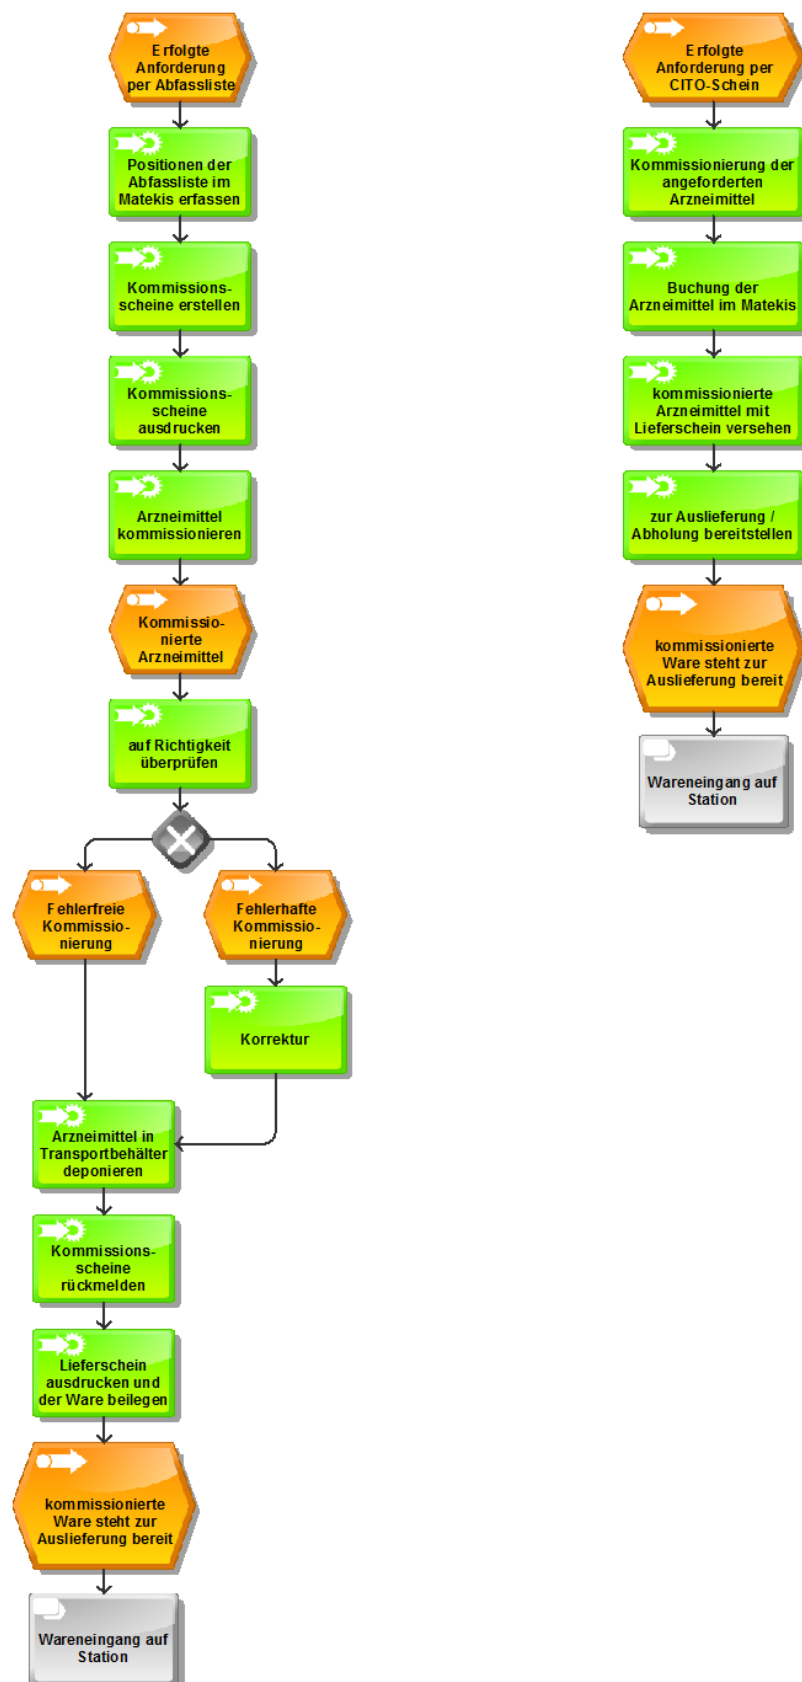 Erfolgte
Anforderung
per Abfassliste
Positionen der
Abfassliste im
Matekis erfassen
Kommissions-
scheine erstellen
Kommissions-
scheine
ausdrucken
Arzneimittel
kommissionieren
Kommissio-
nierte
Arzneimittel
auf Richtigkeit
überprüfen
Fehlerfreie
Kommissio-
nierung
Fehlerhafte
Kommissio-
nierung
Korrektur
Arzneimittel in
Transportbehälter
deponieren
Kommissions-
scheine
rückmelden
Lieferschein
ausdrucken und
der Ware beilegen
kommissionierte
Ware steht zur
Auslieferung bereit
Wareneingang auf
Station
Erfolgte
Anforderung per
CITO-Schein
Kommissionierung der
angeforderten
Arzneimittel
Buchung der
Arzneimittel im Matekis
kommissionierte
Arzneimittel mit
Lieferschein versehen
zur Auslieferung /
Abholung bereitstellen
kommissionierte
Ware steht zur
Auslieferung bereit
Wareneingang auf
Station